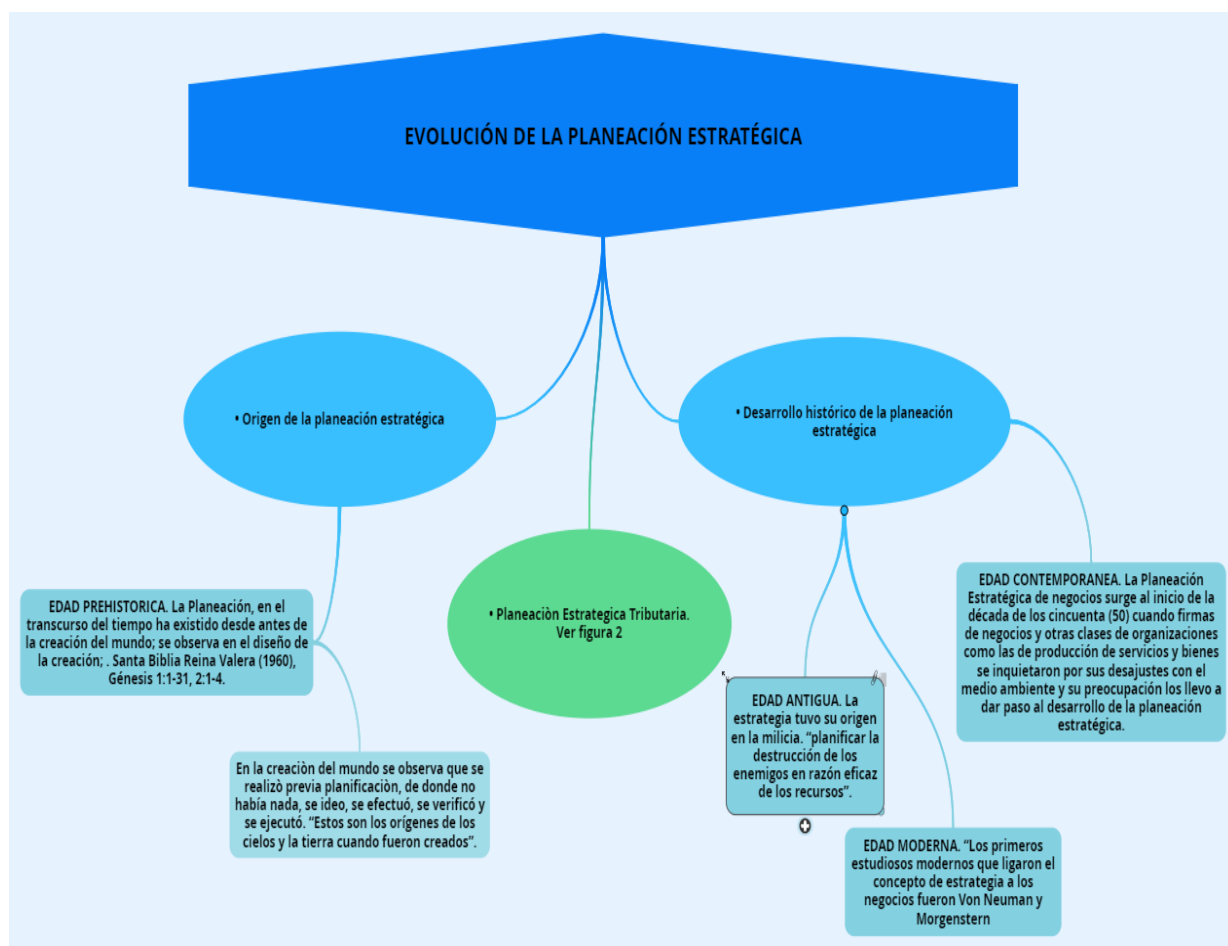 EVOLUCIÓN DE LA PLANEACIÓN ESTRATÉGICA
• Origen de la planeación estratégica
• Desarrollo histórico de la planeación
estratégica
• Planeaciòn Estrategica Tributaria.
Ver figura 2
EDAD PREHISTORICA. La Planeación, en el
transcurso del tiempo ha existido desde antes de
la creación del mundo; se observa en el diseño de
la creación; . Santa Biblia Reina Valera (1960),
Génesis 1:1-31, 2:1-4.
En la creaciòn del mundo se observa que se
realizò previa planificaciòn, de donde no
había nada, se ideo, se efectuó, se verificó y
se ejecutó. “Estos son los orígenes de los
cielos y la tierra cuando fueron creados”.
EDAD ANTIGUA. La
estrategia tuvo su origen
en la milicia. “planificar la
destrucción de los
enemigos en razón eficaz
de los recursos”.
EDAD MODERNA. “Los primeros
estudiosos modernos que ligaron el
concepto de estrategia a los
negocios fueron Von Neuman y
Morgenstern
EDAD CONTEMPORANEA. La Planeación
Estratégica de negocios surge al inicio de la
década de los cincuenta (50) cuando firmas
de negocios y otras clases de organizaciones
como las de producción de servicios y bienes
se inquietaron por sus desajustes con el
medio ambiente y su preocupación los llevo a
dar paso al desarrollo de la planeación
estratégica.